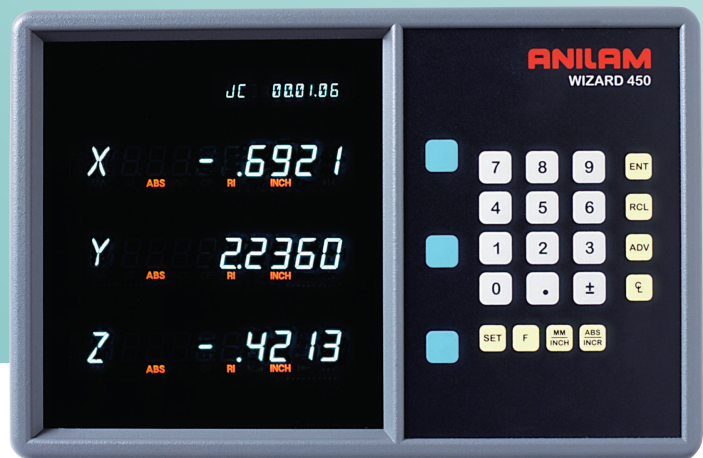 ANILAM
WIZARD 450
JC 00.01.06
X - .6921
ABS RI INCH
Y 2.2360
ABS RI INCH
Z - .4213
ABS RI INCH
7 8 9 ENT
4 5 6 RCL
1 2 3 ADV
0 . ± ℄
SET F MM INCH ABS INCR